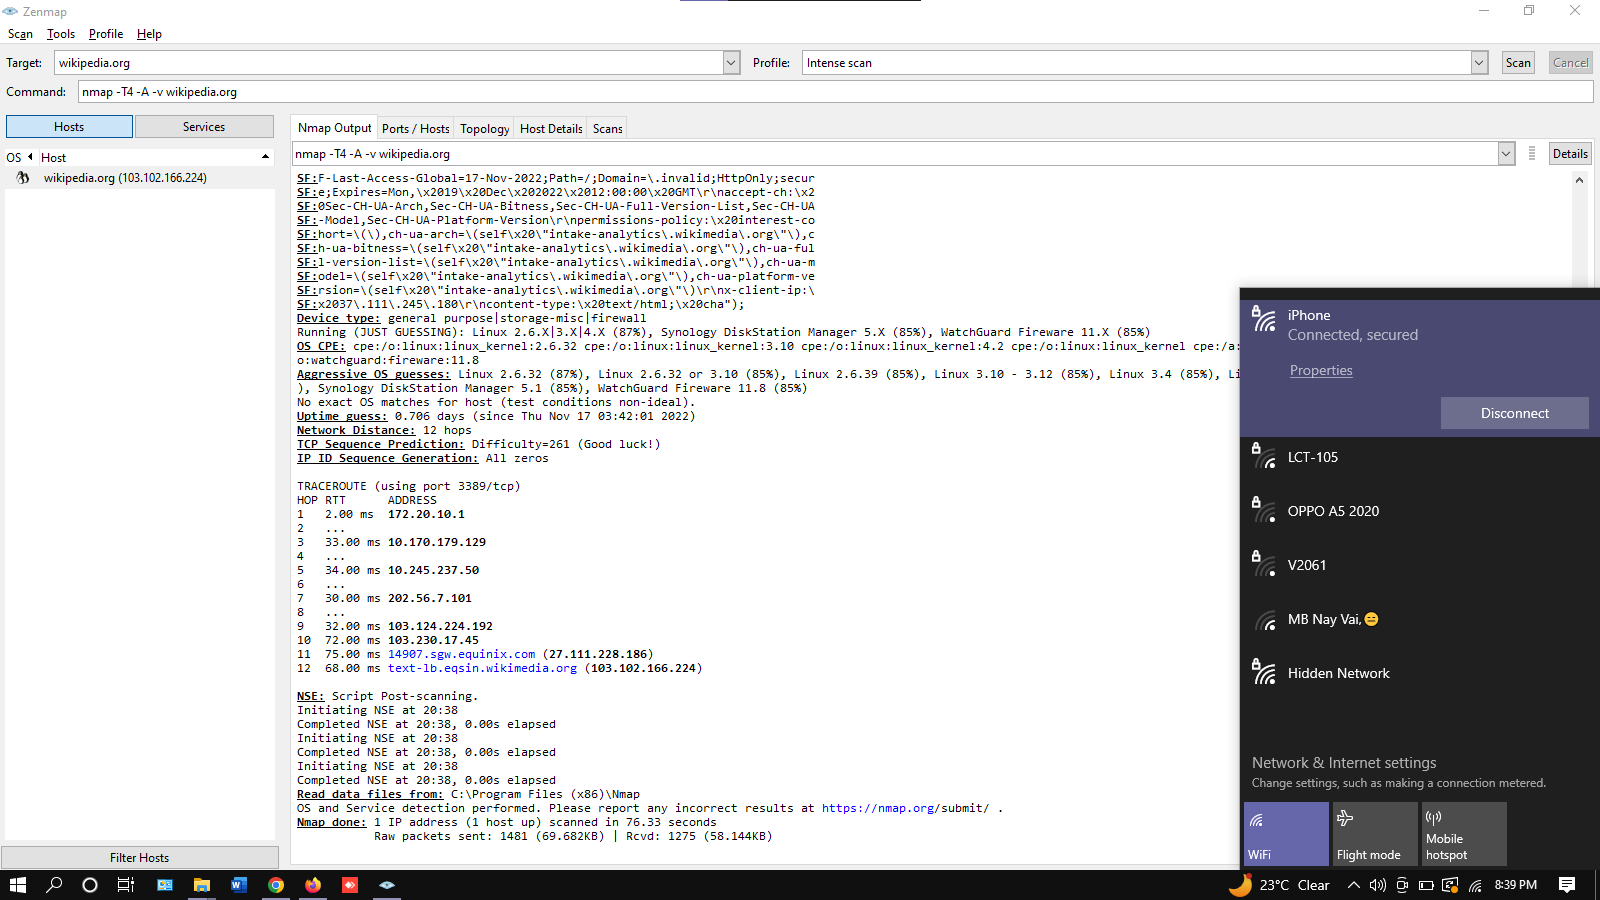 Zenmap
Scan Tools Profile Help
Target: wikipedia.org Profile: Intense scan Scan Cancel
Command: nmap -T4 -A -v wikipedia.org
Hosts Services
Nmap Output Ports / Hosts Topology Host Details Scans
OS Host
nmap -T4 -A -v wikipedia.org Details
wikipedia.org (103.102.166.224)
SF:F-Last-Access-Global=17-Nov-2022;Path=/;Domain=\.invalid;HttpOnly;secur
SF:e;Expires=Mon,\x2019\x20Dec\x202022\x2012:00:00\x20GMT\r\naccept-ch:\x2
SF:0Sec-CH-UA-Arch,Sec-CH-UA-Bitness,Sec-CH-UA-Full-Version-List,Sec-CH-UA
SF:-Model,Sec-CH-UA-Platform-Version\r\npermissions-policy:\x20interest-co
SF:hort=\(\),ch-ua-arch=\(self\x20\"intake-analytics\.wikimedia\.org\"\),c
SF:h-ua-bitness=\(self\x20\"intake-analytics\.wikimedia\.org\"\),ch-ua-ful
SF:l-version-list=\(self\x20\"intake-analytics\.wikimedia\.org\"\),ch-ua-m
SF:odel=\(self\x20\"intake-analytics\.wikimedia\.org\"\),ch-ua-platform-ve
SF:rsion=\(self\x20\"intake-analytics\.wikimedia\.org\"\)\r\nx-client-ip:\
SF:x2037\.111\.245\.180\r\ncontent-type:\x20text/html;\x20cha");
Device type: general purpose|storage-misc|firewall
Running (JUST GUESSING): Linux 2.6.X|3.X|4.X (87%), Synology DiskStation Manager 5.X (85%), WatchGuard Fireware 11.X (85%)
OS CPE: cpe:/o:linux:linux_kernel:2.6.32 cpe:/o:linux:linux_kernel:3.10 cpe:/o:linux:linux_kernel:4.2 cpe:/o:linux:linux_kernel cpe:/a:
o:watchguard:fireware:11.8
Aggressive OS guesses: Linux 2.6.32 (87%), Linux 2.6.32 or 3.10 (85%), Linux 2.6.39 (85%), Linux 3.10 - 3.12 (85%), Linux 3.4 (85%), Li
), Synology DiskStation Manager 5.1 (85%), WatchGuard Fireware 11.8 (85%)
No exact OS matches for host (test conditions non-ideal).
Uptime guess: 0.706 days (since Thu Nov 17 03:42:01 2022)
Network Distance: 12 hops
TCP Sequence Prediction: Difficulty=261 (Good luck!)
IP ID Sequence Generation: All zeros
TRACEROUTE (using port 3389/tcp)
HOP RTT ADDRESS
1 2.00 ms 172.20.10.1
2 ...
3 33.00 ms 10.170.179.129
4 ...
5 34.00 ms 10.245.237.50
6 ...
7 30.00 ms 202.56.7.101
8 ...
9 32.00 ms 103.124.224.192
10 72.00 ms 103.230.17.45
11 75.00 ms 14907.sgw.equinix.com (27.111.228.186)
12 68.00 ms text-lb.eqsin.wikimedia.org (103.102.166.224)
NSE: Script Post-scanning.
Initiating NSE at 20:38
Completed NSE at 20:38, 0.00s elapsed
Initiating NSE at 20:38
Completed NSE at 20:38, 0.00s elapsed
Initiating NSE at 20:38
Completed NSE at 20:38, 0.00s elapsed
Read data files from: C:\Program Files (x86)\Nmap
OS and Service detection performed. Please report any incorrect results at https://nmap.org/submit/ .
Nmap done: 1 IP address (1 host up) scanned in 76.33 seconds
Raw packets sent: 1481 (69.682KB) | Rcvd: 1275 (58.144KB)
Filter Hosts
iPhone
Connected, secured
Properties
Disconnect
LCT-105
OPPO A5 2020
V2061
MB Nay Vai,😑
Hidden Network
Network & Internet settings
Change settings, such as making a connection metered.
WiFi
Flight mode
Mobile hotspot
23°C Clear
8:39 PM